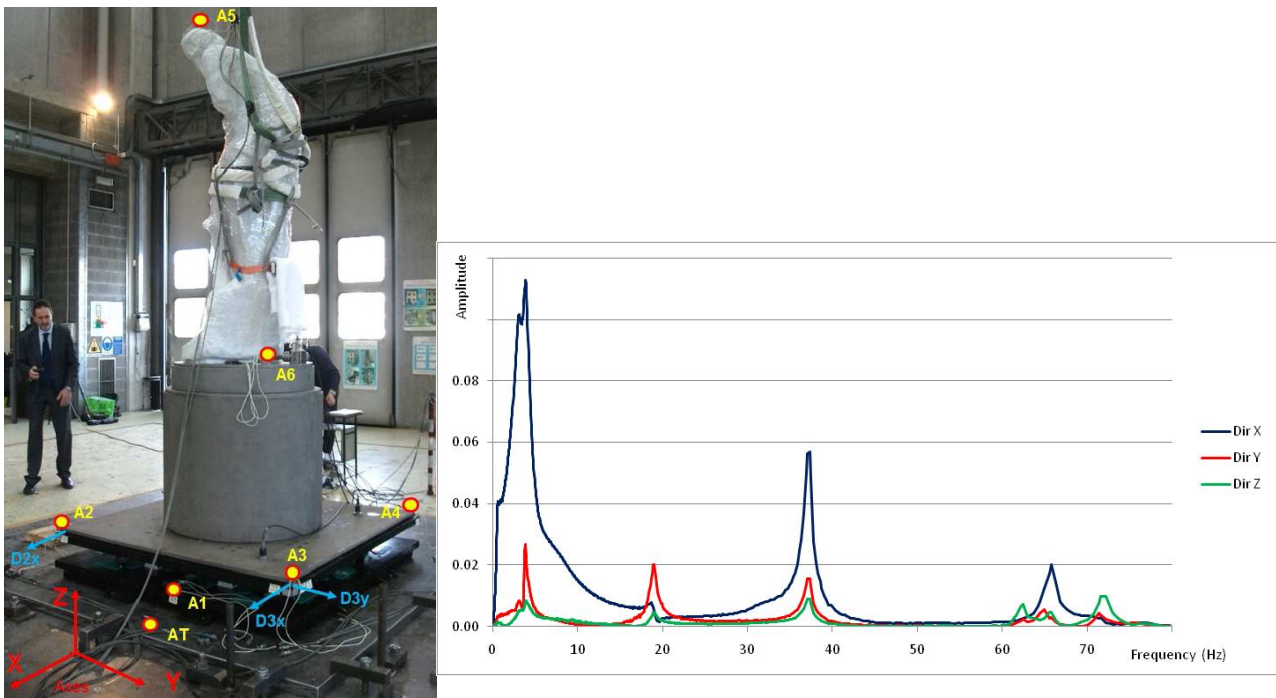 A5
A6
A2
A4
D2x
A3
A1
D3y
D3x
Z
AT
X
Y
Axes
Amplitude
0.08
0.06
0.04
0.02
0.00
0 10 20 30 40 50 60 70
Frequency (Hz)
Dir X
Dir Y
Dir Z